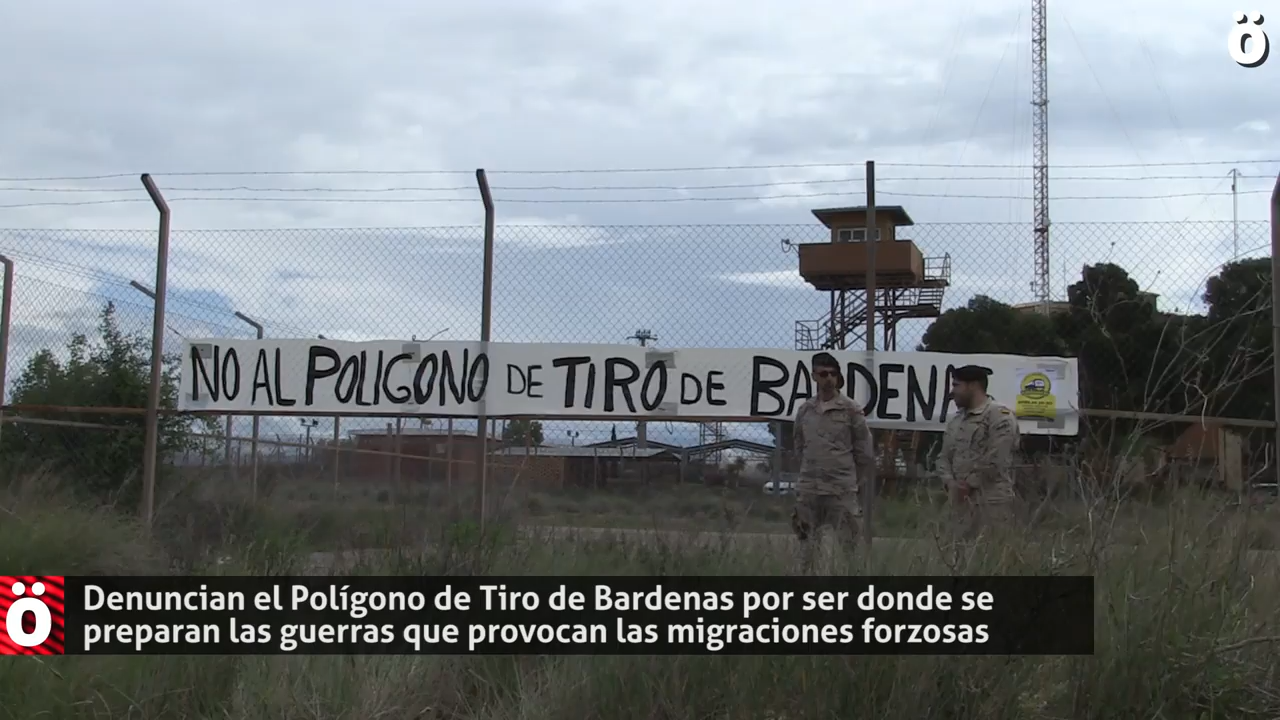 ö
NO AL POLIGONO DE TIRO DE BARDENAS
ö
Denuncian el Polígono de Tiro de Bardenas por ser donde se
preparan las guerras que provocan las migraciones forzosas